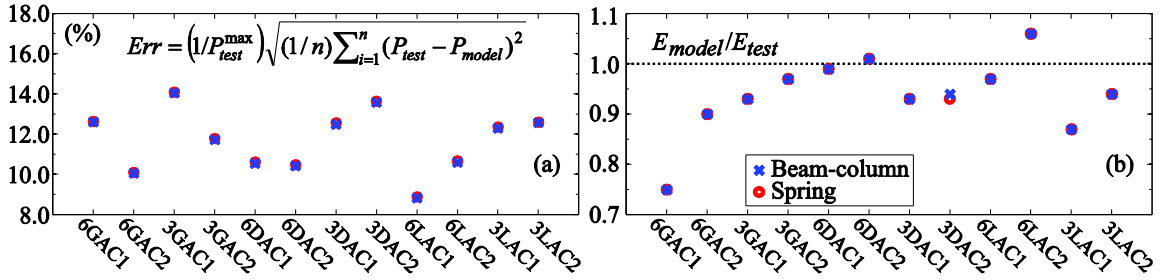 18.0
16.0
14.0
12.0
10.0
8.0
(%)
Err = (1/P_test^max)√((1/n)∑_{i=1}^n (P_test − P_model)^2)
(a)
6GAC1
6GAC2
3GAC1
3GAC2
6DAC1
6DAC2
3DAC1
3DAC2
6LAC1
6LAC2
3LAC1
3LAC2
1.1
1.0
0.9
0.8
0.7
E_model/E_test
Beam-column
Spring
(b)
6GAC1
6GAC2
3GAC1
3GAC2
6DAC1
6DAC2
3DAC1
3DAC2
6LAC1
6LAC2
3LAC1
3LAC2